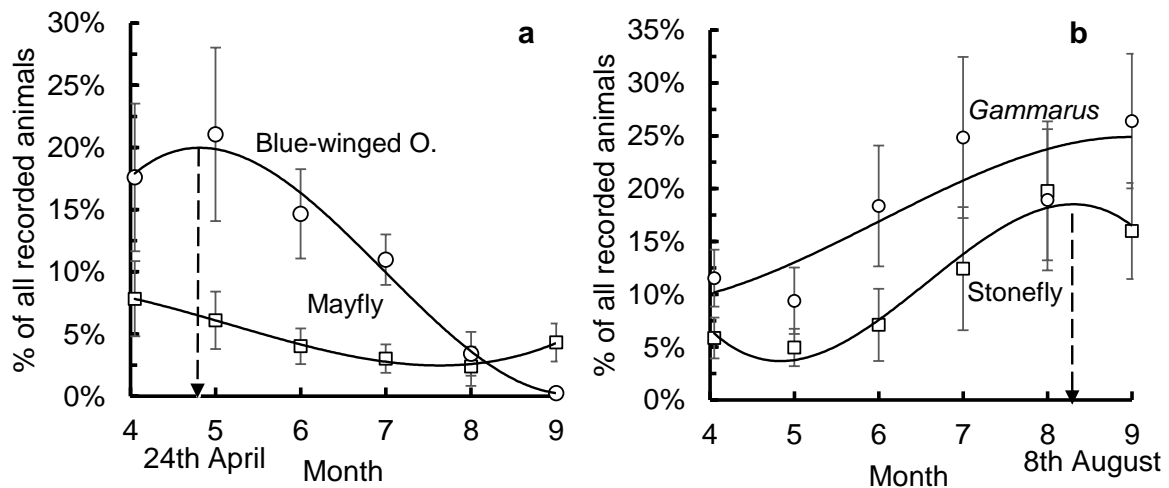 a
% of all recorded animals
30%
25%
20%
15%
10%
5%
0%
Blue-winged O.
Mayfly
4 5 6 7 8 9
24th April
Month
b
% of all recorded animals
35%
30%
25%
20%
15%
10%
5%
0%
Gammarus
Stonefly
4 5 6 7 8 9
Month
8th August